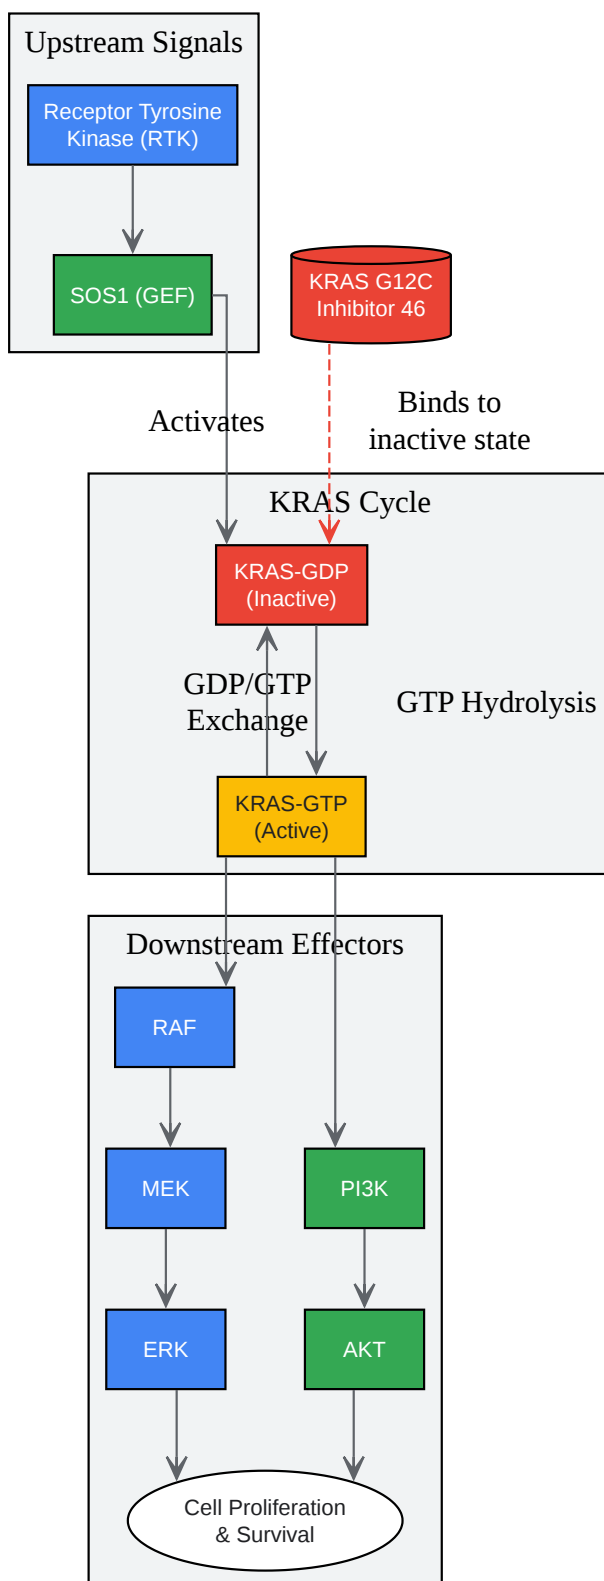 Upstream Signals
Receptor Tyrosine
Kinase (RTK)
SOS1 (GEF)
KRAS G12C
Inhibitor 46
Activates
Binds to
inactive state
KRAS Cycle
KRAS-GDP
(Inactive)
GDP/GTP
Exchange
GTP Hydrolysis
KRAS-GTP
(Active)
Downstream Effectors
RAF
MEK
PI3K
ERK
AKT
Cell Proliferation
& Survival